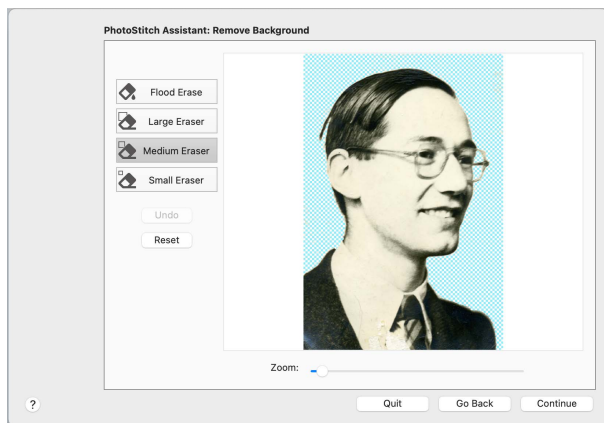 PhotoStitch Assistant: Remove Background
Flood Erase
Large Eraser
Medium Eraser
Small Eraser
Undo
Reset
Zoom:
?
Quit
Go Back
Continue